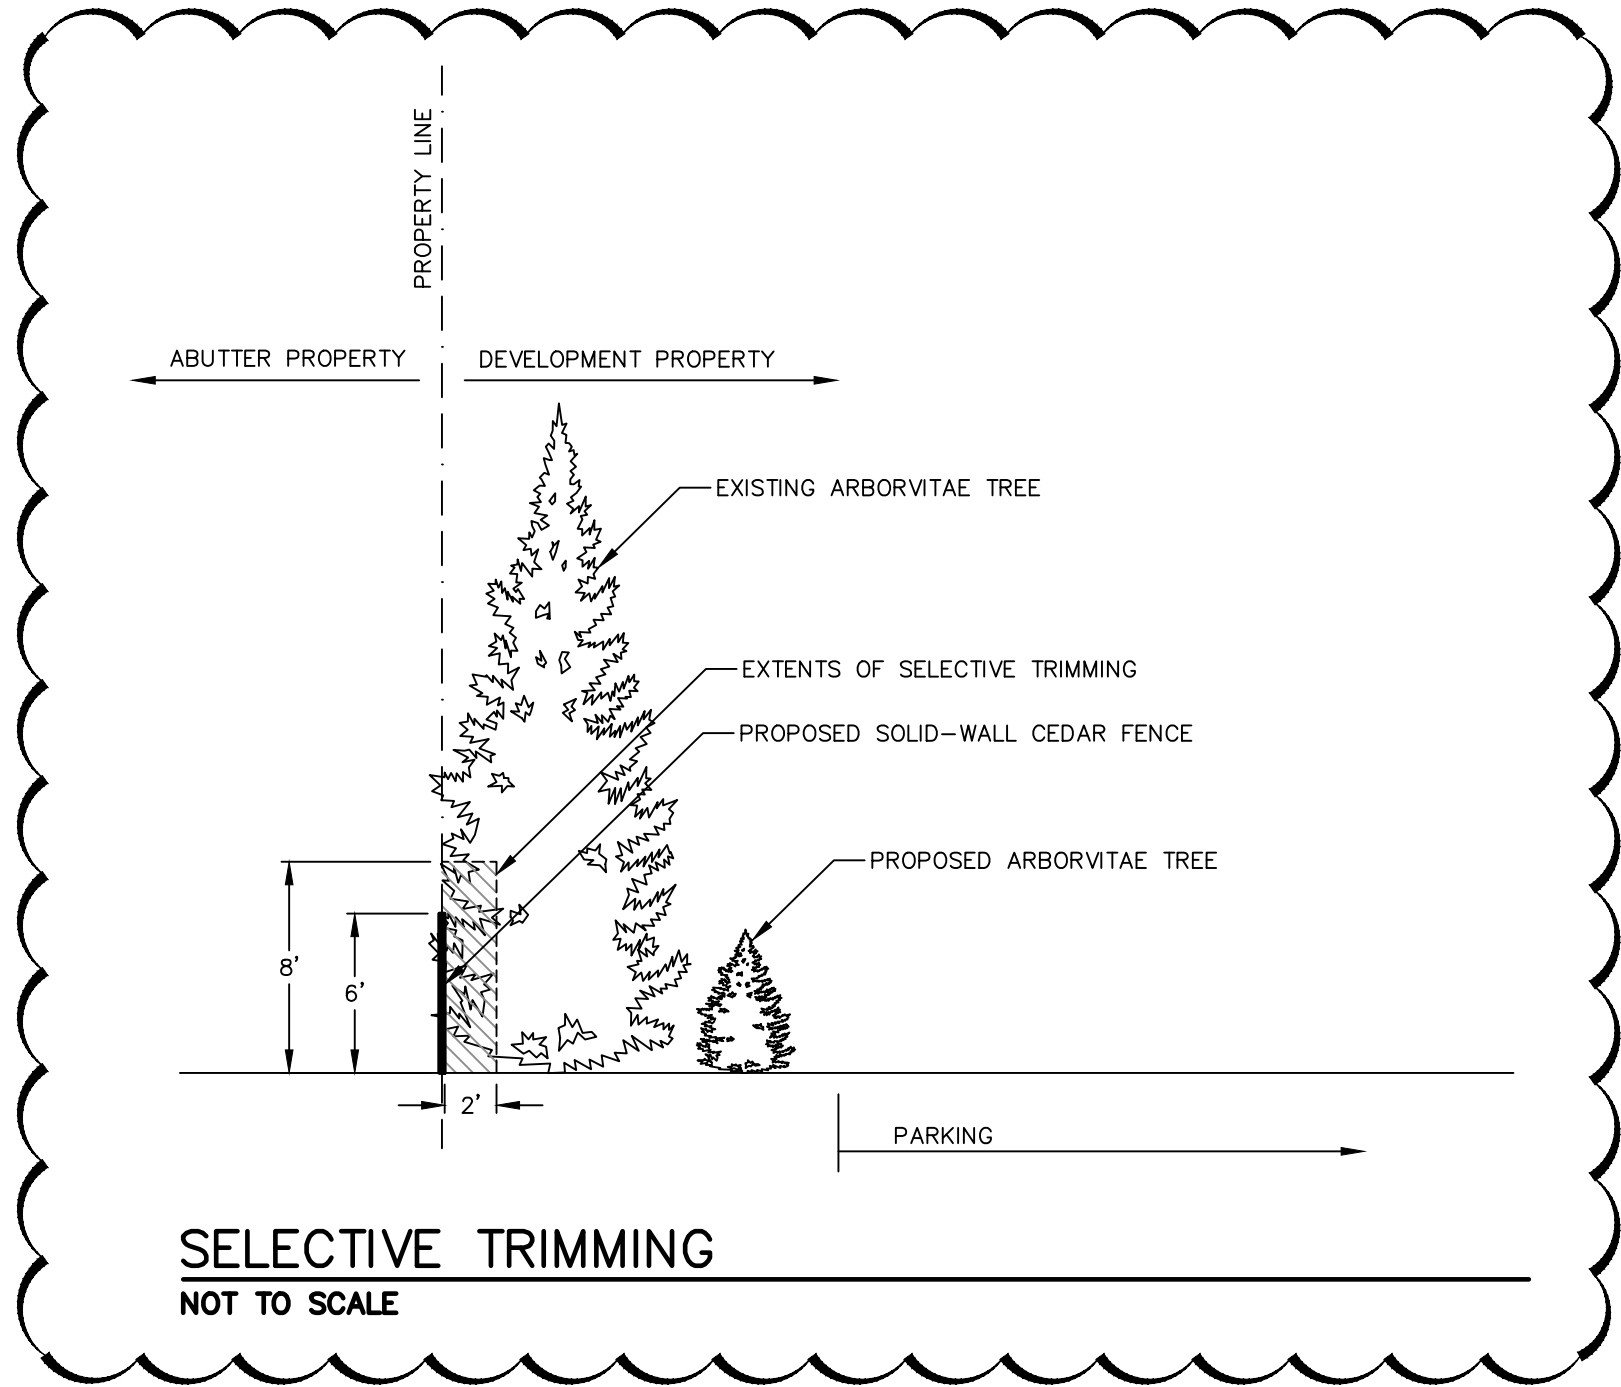 PROPERTY LINE
ABUTTER PROPERTY
DEVELOPMENT PROPERTY
EXISTING ARBORVITAE TREE
EXTENTS OF SELECTIVE TRIMMING
PROPOSED SOLID-WALL CEDAR FENCE
PROPOSED ARBORVITAE TREE
8'
6'
2'
PARKING
SELECTIVE TRIMMING
NOT TO SCALE